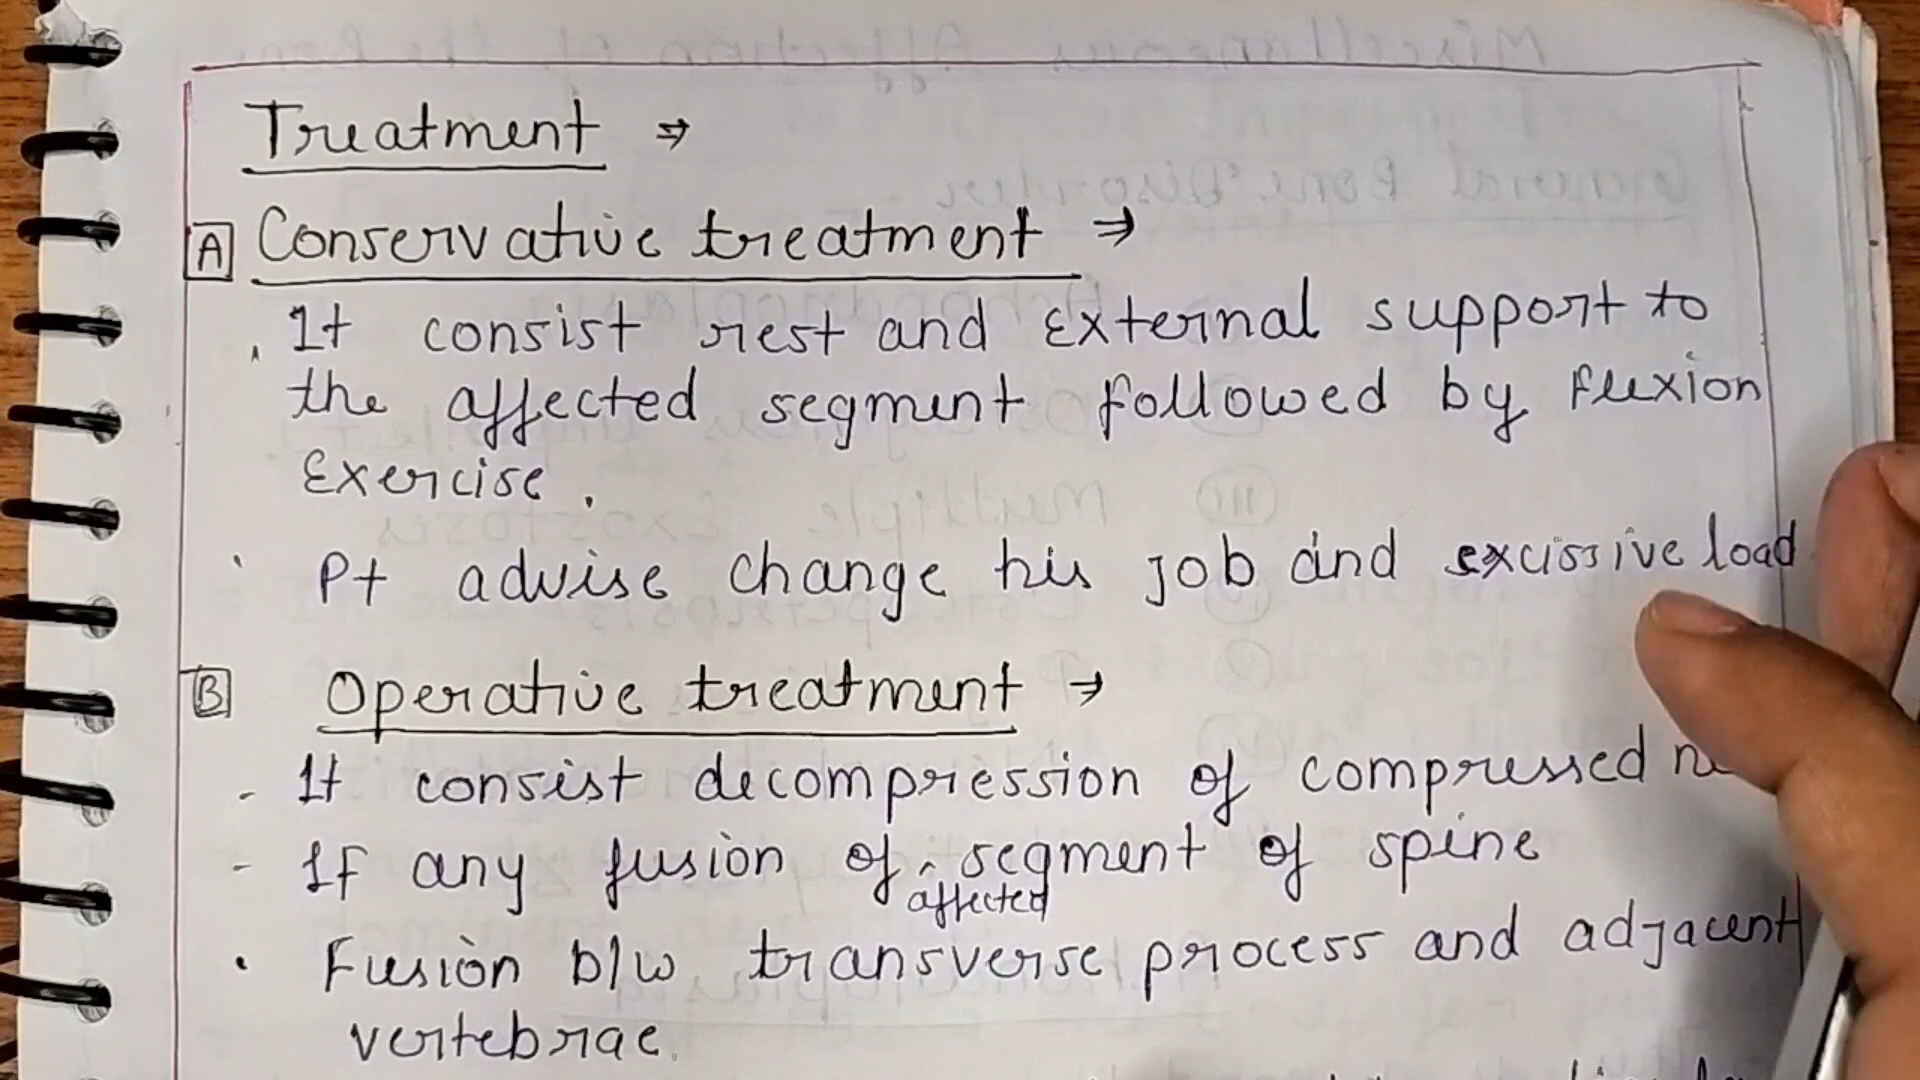 Treatment ⇒
A Conservative treatment ⇒
. It consist rest and External support to
the affected segment followed by flexion
Exercise.
. Pt advise change his job and excissive load
B Operative treatment →
- It consist decompression of compressed
- If any fusion of ^ segment of spine
affected
. Fusion b/w transverse process and adjacent
vertebrae.